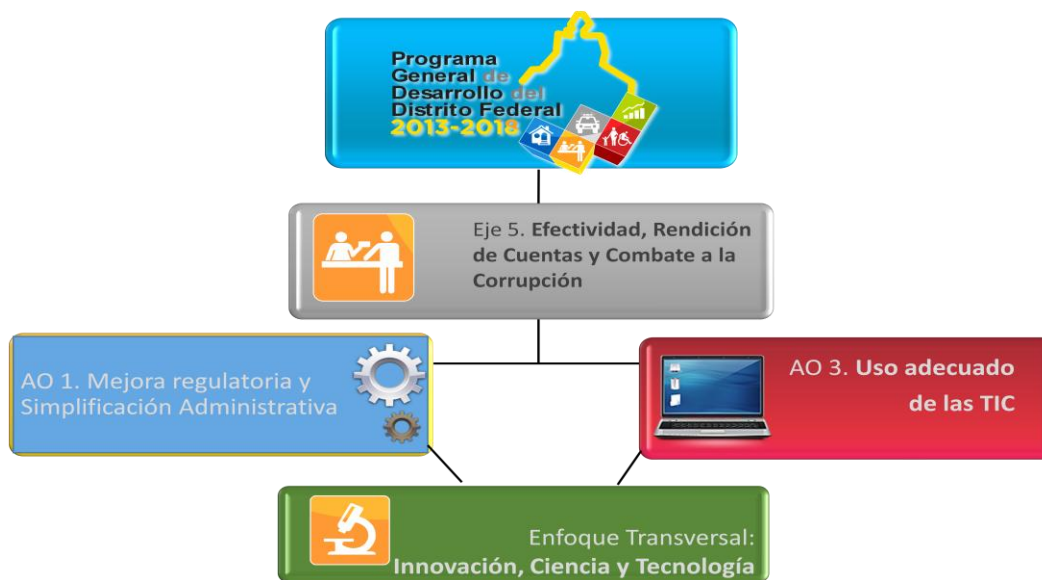 Programa
General de
Desarrollo del
Distrito Federal
2013-2018
Eje 5. Efectividad, Rendición
de Cuentas y Combate a la
Corrupción
AO 1. Mejora regulatoria y
Simplificación Administrativa
AO 3. Uso adecuado
de las TIC
Enfoque Transversal:
Innovación, Ciencia y Tecnología